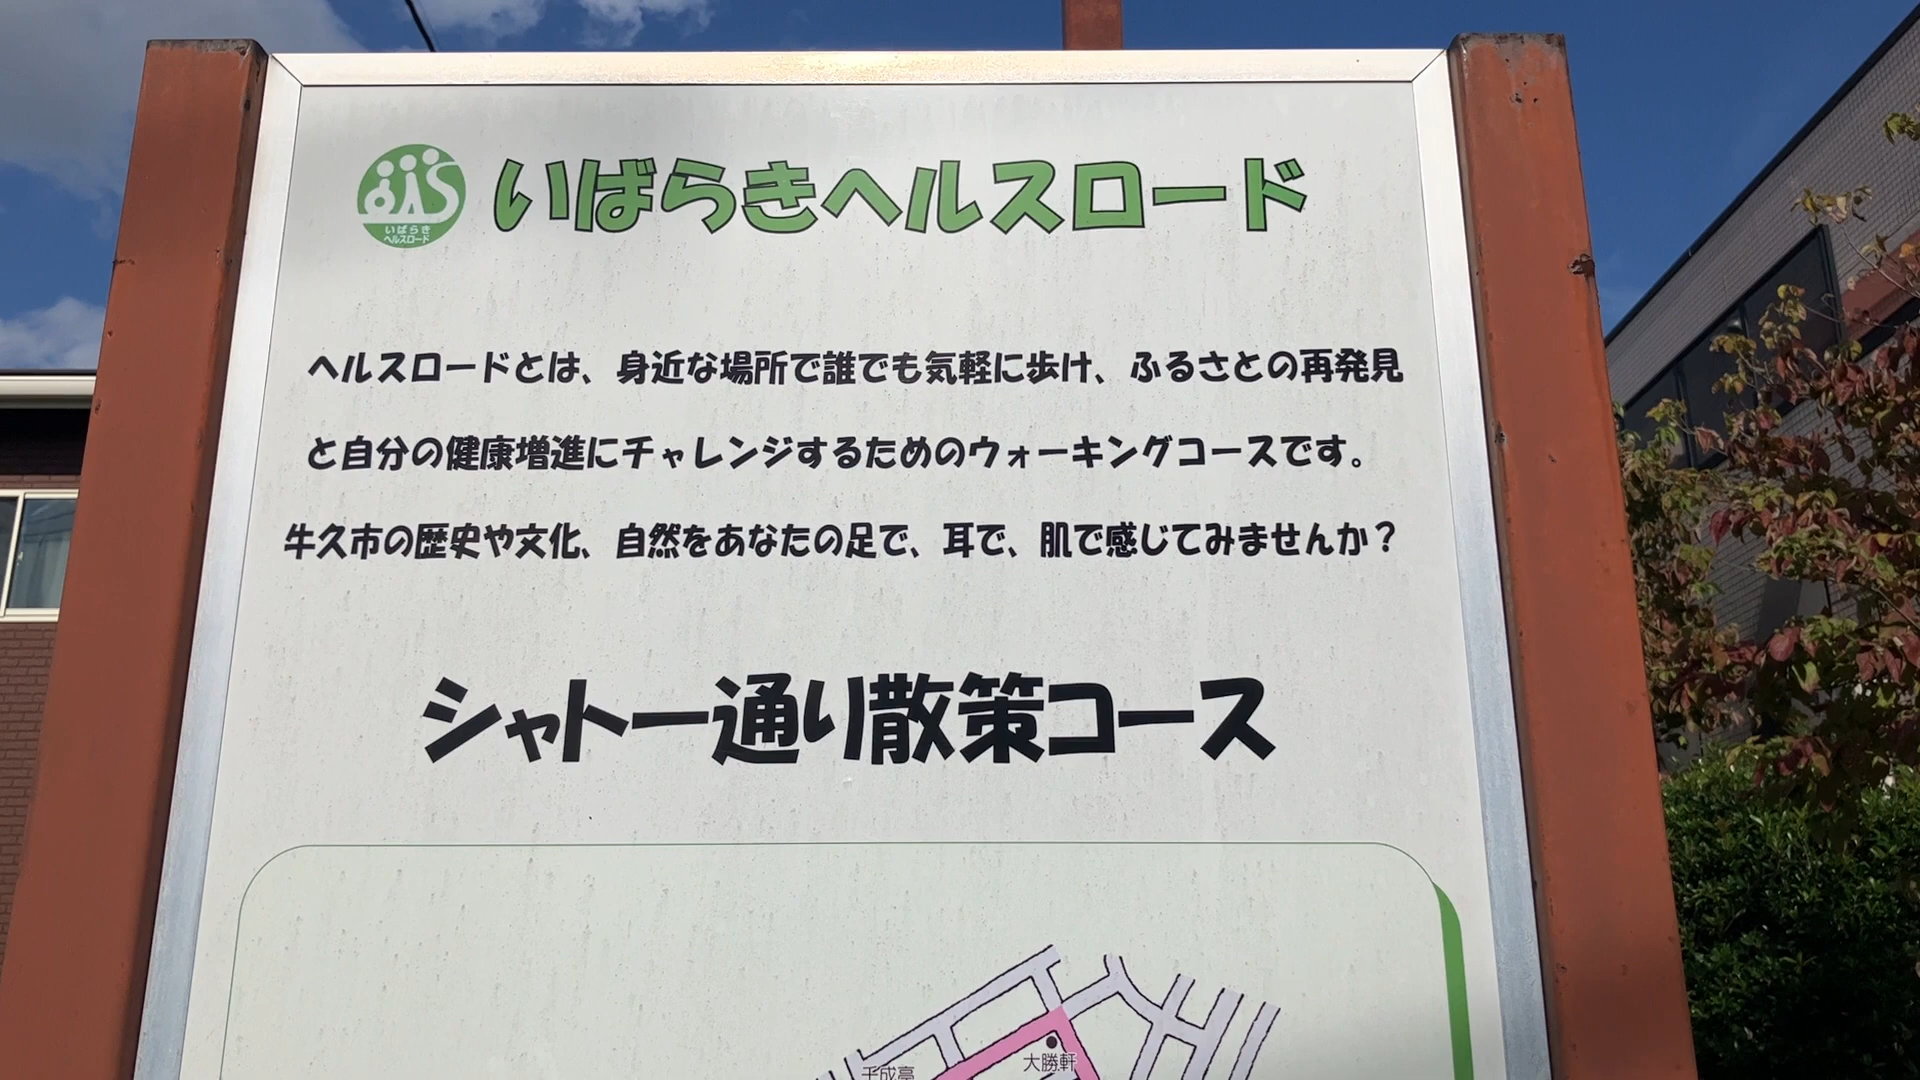 いばらきヘルスロード
いばらき
ヘルスロード
ヘルスロードとは、身近な場所で誰でも気軽に歩け、ふるさとの再発見
と自分の健康増進にチャレンジするためのウォーキングコースです。
牛久市の歴史や文化、自然をあなたの足で、耳で、肌で感じてみませんか？
シャトー通り散策コース
大勝軒
千成亭